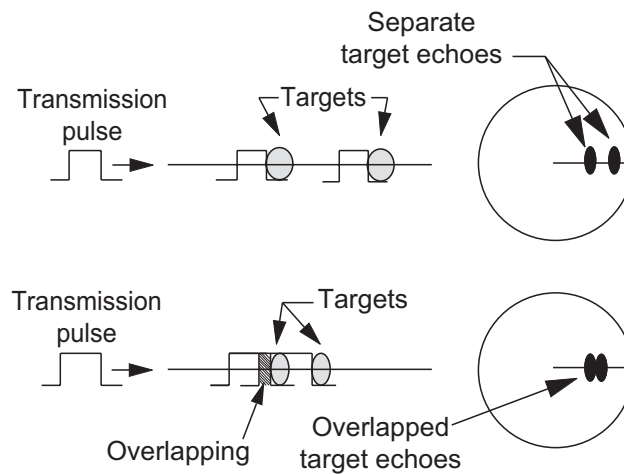 Separate
target echoes
Transmission
pulse
Targets
Transmission
pulse
Targets
Overlapping
Overlapped
target echoes